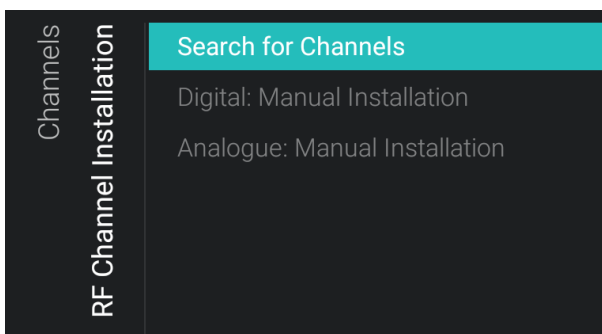 Channels
RF Channel Installation
Search for Channels
Digital: Manual Installation
Analogue: Manual Installation